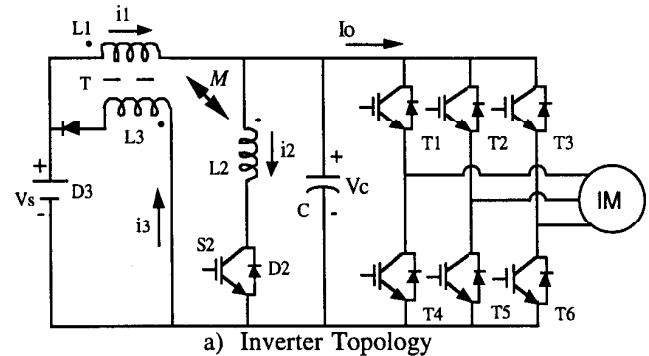 L1
i1
Io
T
M
L3
L2
i2
T1
T2
T3
Vs
D3
i3
C
Vc
IM
S2
D2
T4
T5
T6
a) Inverter Topology